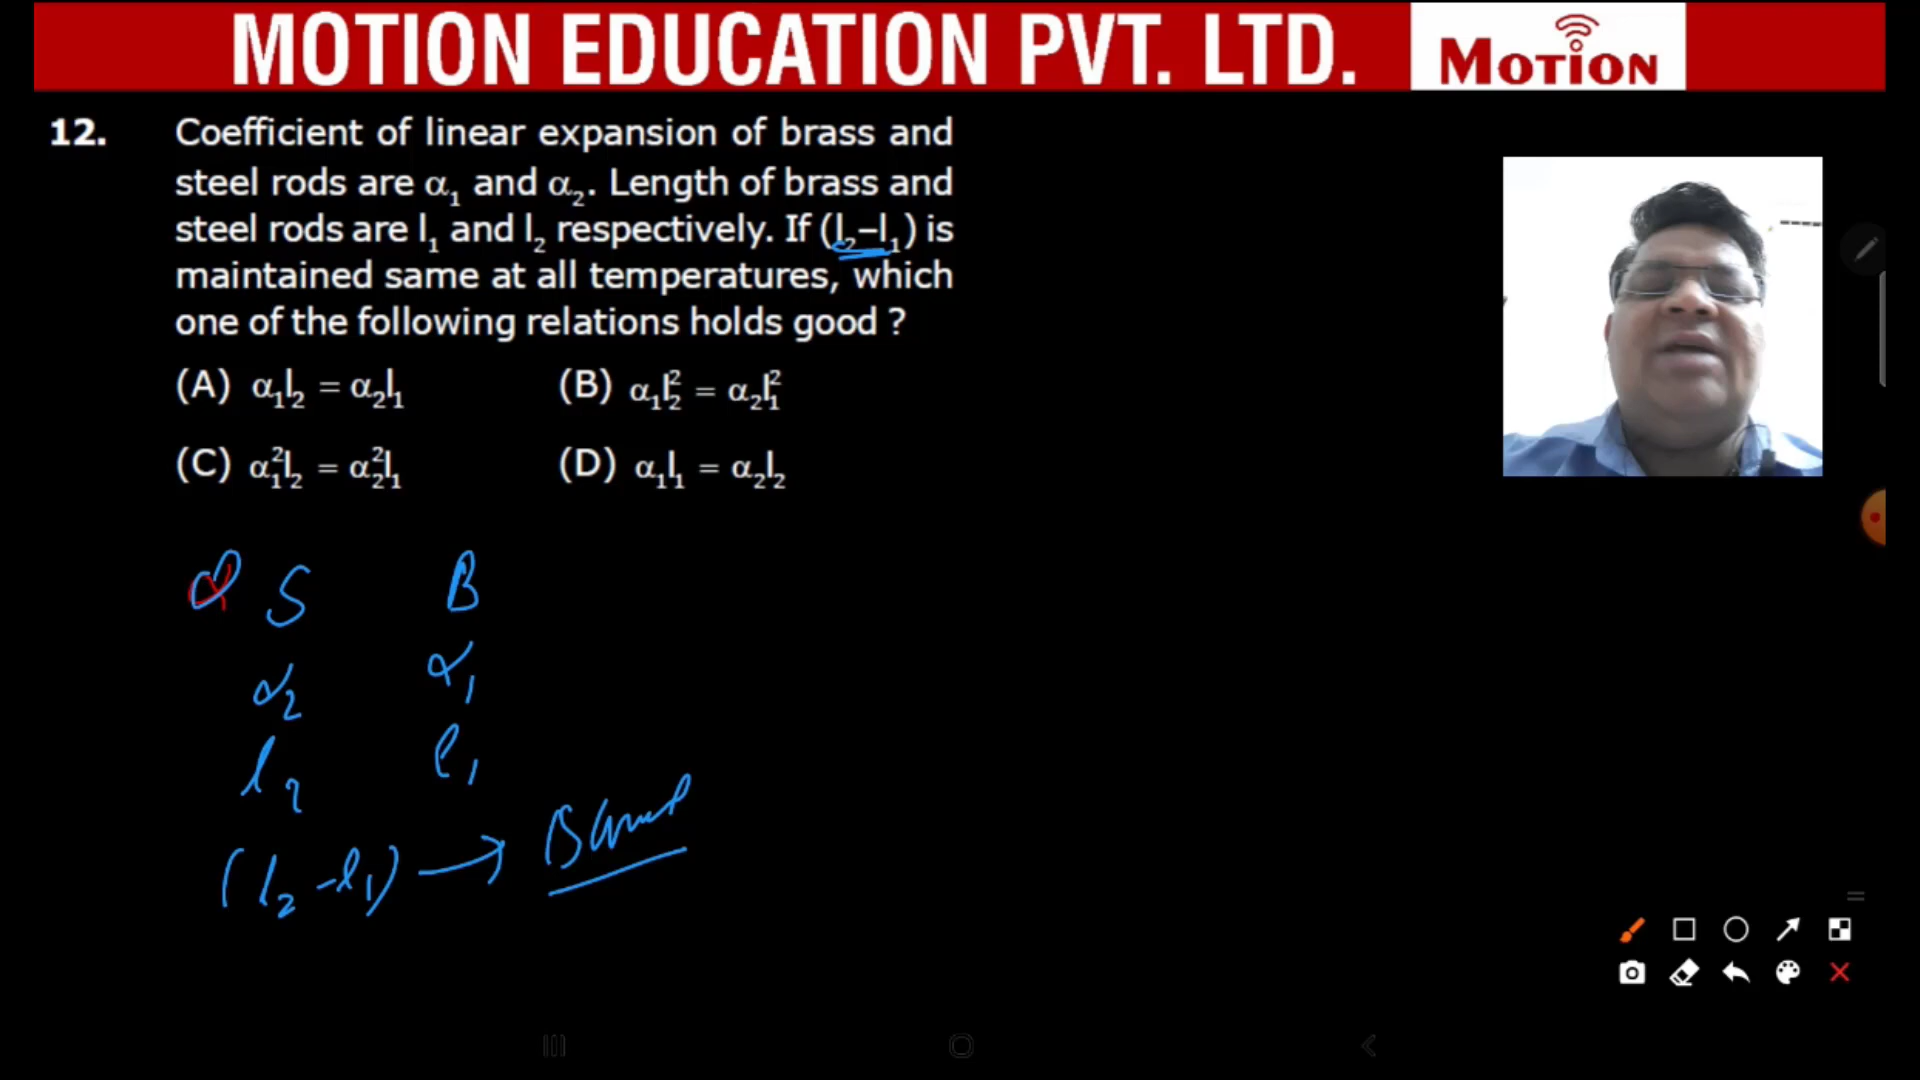 MOTION EDUCATION PVT. LTD.
MOTION
12. Coefficient of linear expansion of brass and
steel rods are α₁ and α₂. Length of brass and
steel rods are l₁ and l₂ respectively. If (l₂–l₁) is
maintained same at all temperatures, which
one of the following relations holds good ?
(A) α₁l₂ = α₂l₁ (B) α₁l₂² = α₂l₁²
(C) α₁²l₂ = α₂²l₁ (D) α₁l₁ = α₂l₂
S B
α₂ α₁
l₂ l₁
(l₂ - l₁) →